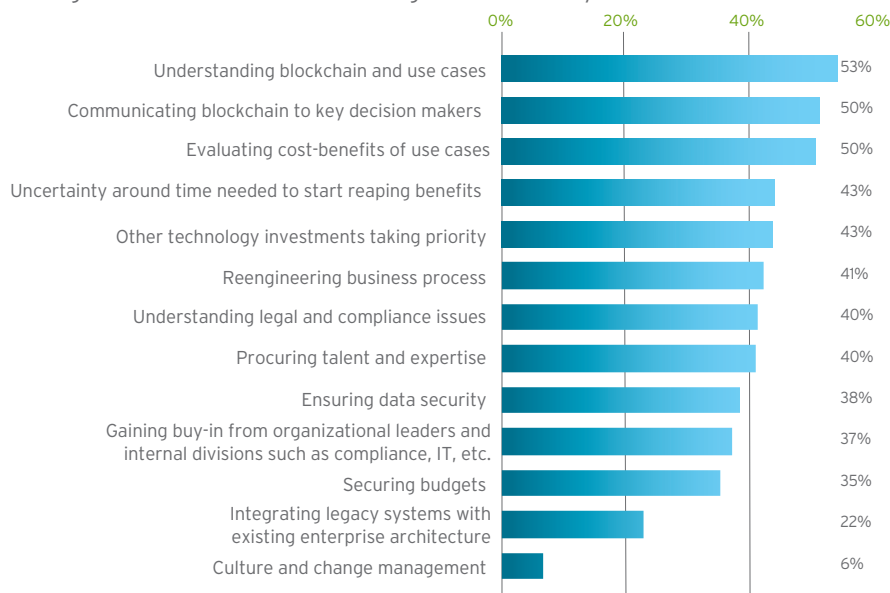 0% 20% 40% 60%
Understanding blockchain and use cases 53%
Communicating blockchain to key decision makers 50%
Evaluating cost-benefits of use cases 50%
Uncertainty around time needed to start reaping benefits 43%
Other technology investments taking priority 43%
Reengineering business process 41%
Understanding legal and compliance issues 40%
Procuring talent and expertise 40%
Ensuring data security 38%
Gaining buy-in from organizational leaders and
internal divisions such as compliance, IT, etc. 37%
Securing budgets 35%
Integrating legacy systems with
existing enterprise architecture 22%
Culture and change management 6%